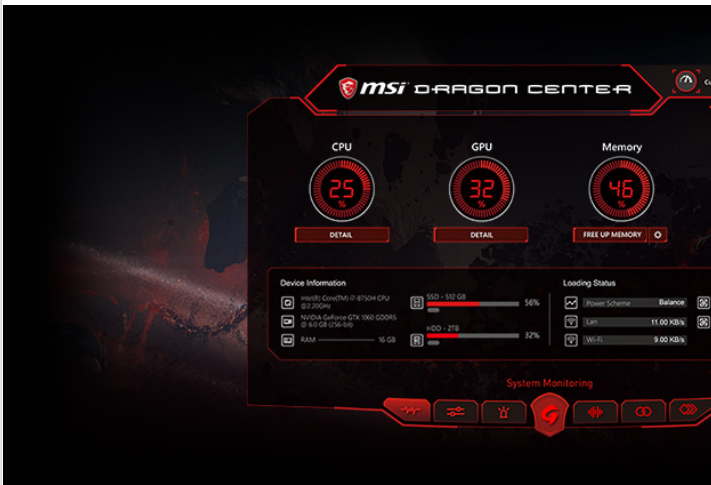 msi DRAGON CENTER
Cu
CPU
GPU
Memory
25
%
32
%
46
%
DETAIL
DETAIL
FREE UP MEMORY
Device Information
Loading Status
Intel(R) Core(TM) i7-8750H CPU
@2.20GHz
SSD - 512 GB
56%
Power Scheme
Balance
NVIDIA GeForce GTX 1060 GDDR5
@ 6.0 GB (256-bit)
Lan
11.00 KB/s
RAM
16 GB
HDD - 2TB
32%
Wi-Fi
9.00 KB/s
System Monitoring